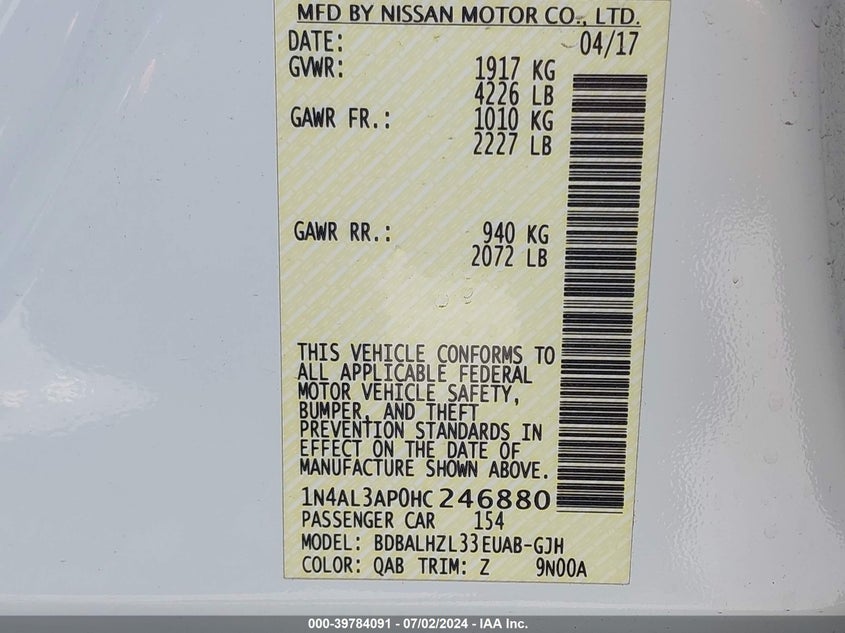 MFD BY NISSAN MOTOR CO., LTD.
DATE: 04/17
GVWR: 1917 KG
4226 LB
GAWR FR.: 1010 KG
2227 LB
GAWR RR.: 940 KG
2072 LB
THIS VEHICLE CONFORMS TO
ALL APPLICABLE FEDERAL
MOTOR VEHICLE SAFETY,
BUMPER, AND THEFT
PREVENTION STANDARDS IN
EFFECT ON THE DATE OF
MANUFACTURE SHOWN ABOVE.
1N4AL3AP0HC246880
PASSENGER CAR 154
MODEL: BDBALHZL33EUAB-GJH
COLOR: QAB TRIM: Z 9N00A
000-39784091 - 07/02/2024 - IAA Inc.